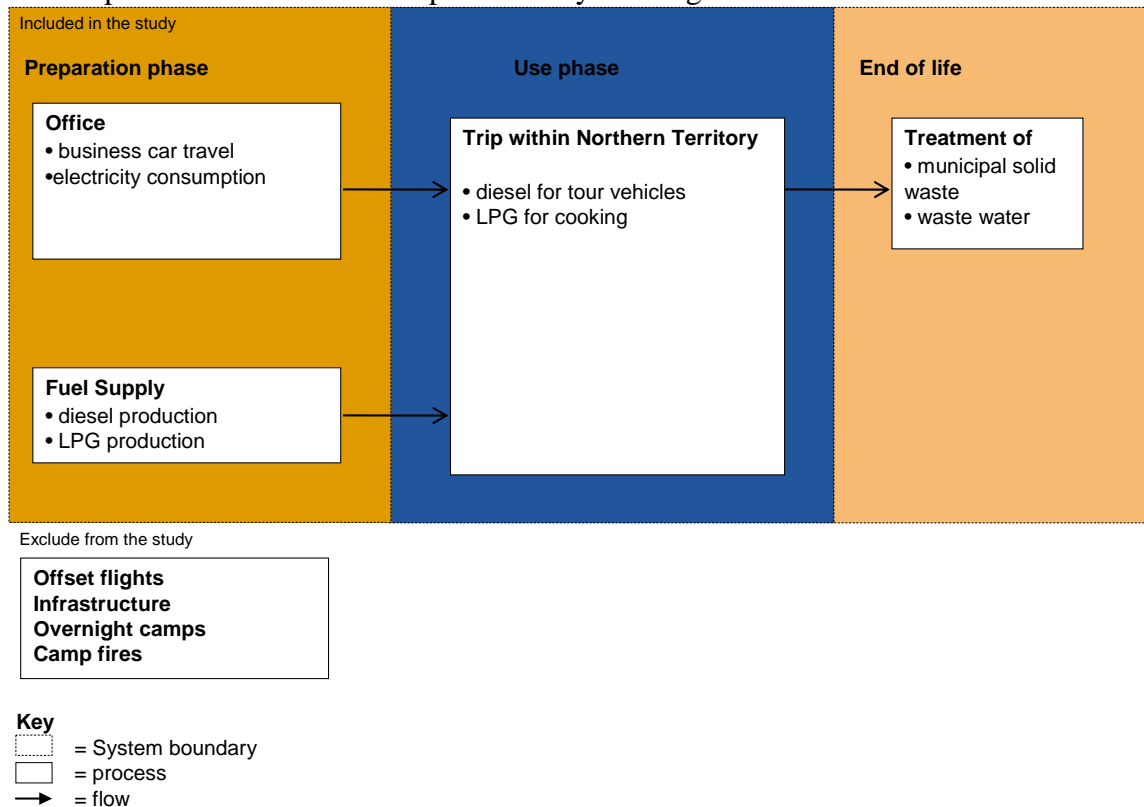 Included in the study
Preparation phase
Use phase
End of life
Office
• business car travel
•electricity consumption
Trip within Northern Territory
• diesel for tour vehicles
• LPG for cooking
Treatment of
• municipal solid
waste
• waste water
Fuel Supply
• diesel production
• LPG production
Exclude from the study
Offset flights
Infrastructure
Overnight camps
Camp fires
Key
= System boundary
= process
= flow